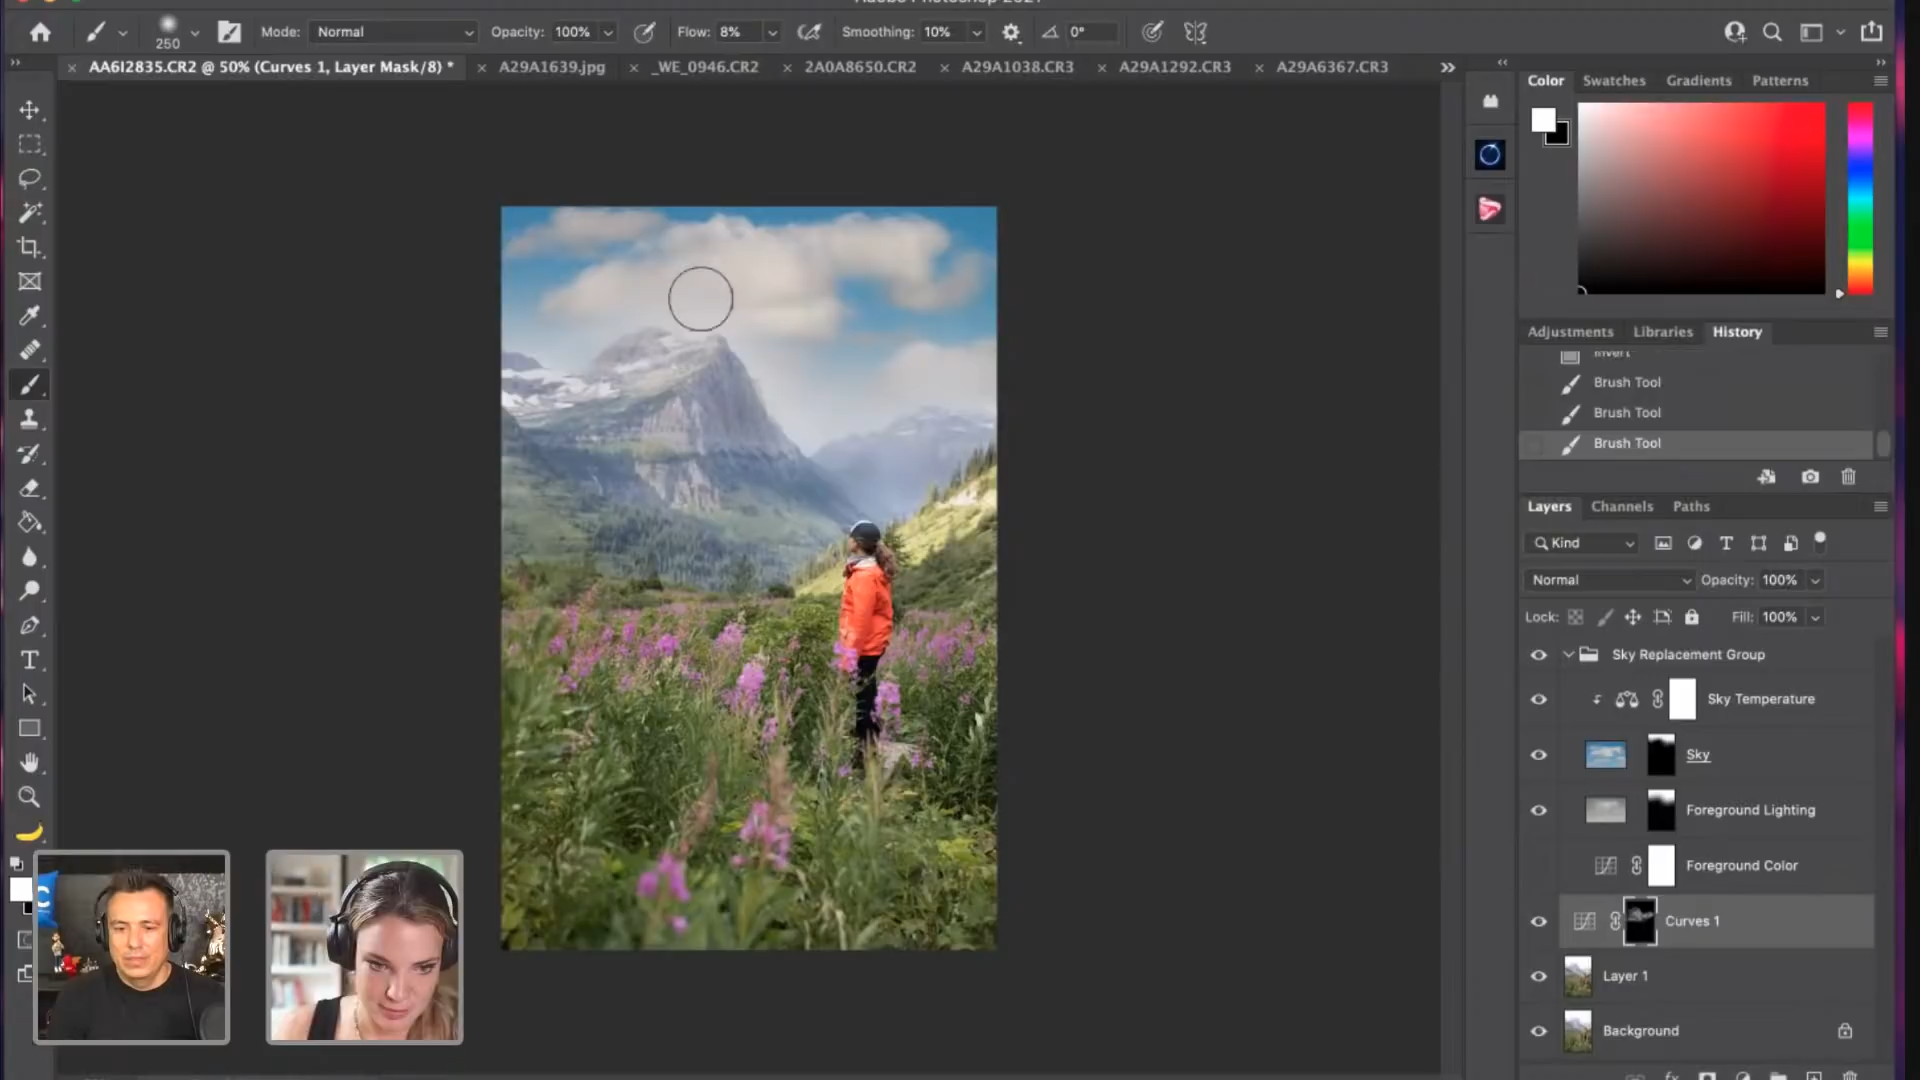 250
Mode: Normal
Opacity: 100%
Flow: 8%
Smoothing: 10%
0°
AA6I2835.CR2 @ 50% (Curves 1, Layer Mask/8) *
A29A1639.jpg
_WE_0946.CR2
2A0A8650.CR2
A29A1038.CR3
A29A1292.CR3
A29A6367.CR3
Color Swatches Gradients Patterns
Adjustments Libraries History
Invert
Brush Tool
Brush Tool
Brush Tool
Layers Channels Paths
Kind
Normal Opacity: 100%
Lock: Fill: 100%
Sky Replacement Group
Sky Temperature
Sky
Foreground Lighting
Foreground Color
Curves 1
Layer 1
Background